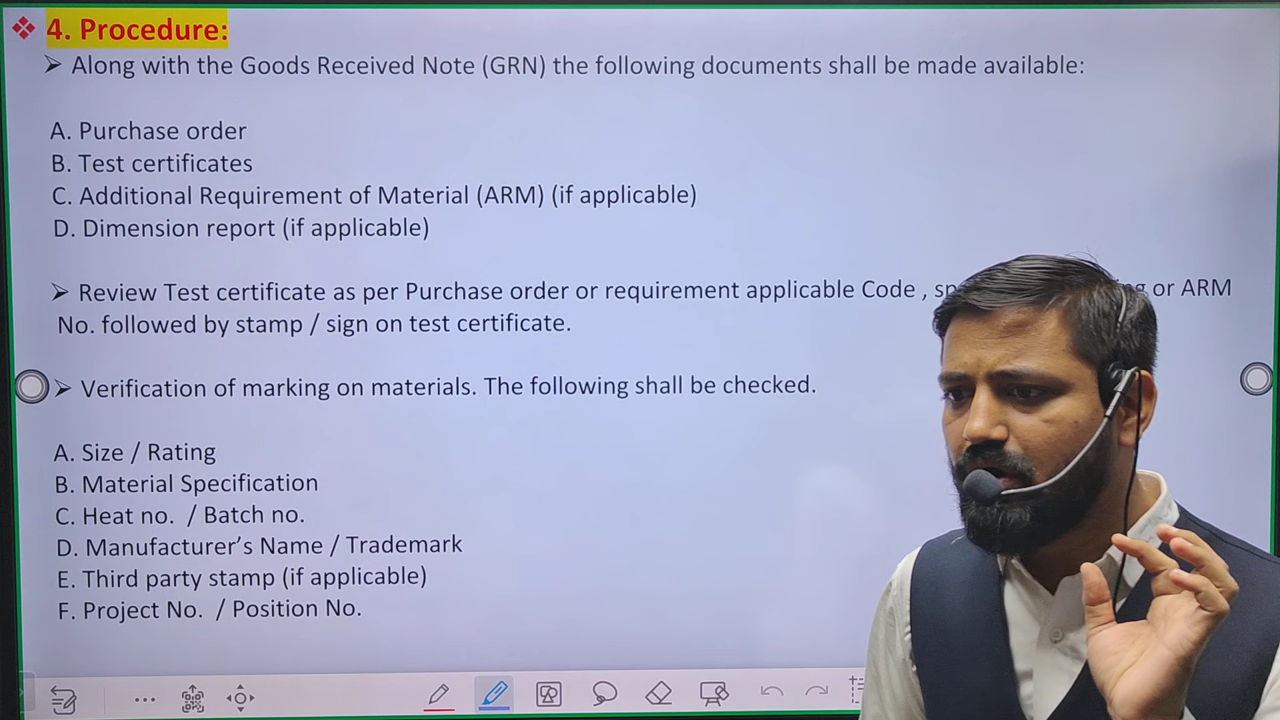 ❖ 4. Procedure:
➤ Along with the Goods Received Note (GRN) the following documents shall be made available:
A. Purchase order
B. Test certificates
C. Additional Requirement of Material (ARM) (if applicable)
D. Dimension report (if applicable)
➤ Review Test certificate as per Purchase order or requirement applicable Code , or ARM
No. followed by stamp / sign on test certificate.
➤ Verification of marking on materials. The following shall be checked.
A. Size / Rating
B. Material Specification
C. Heat no. / Batch no.
D. Manufacturer's Name / Trademark
E. Third party stamp (if applicable)
F. Project No. / Position No.